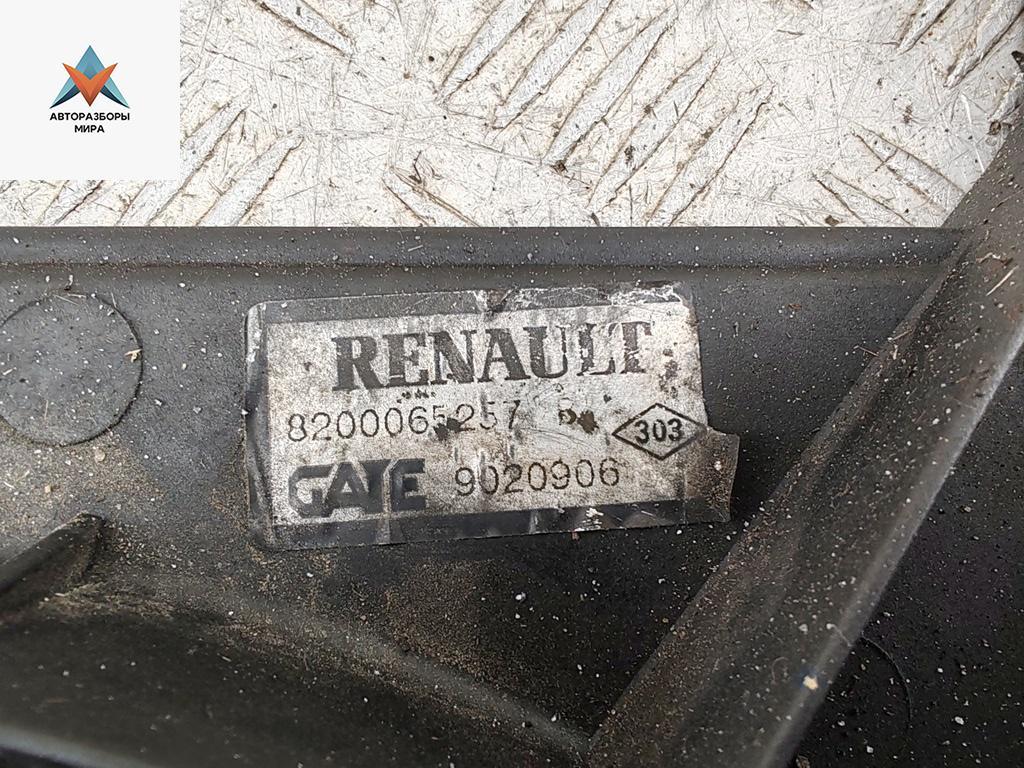 АВТОРАЗБОРЫ
МИРА
RENAULT
8200065257
303
GATE 9020906